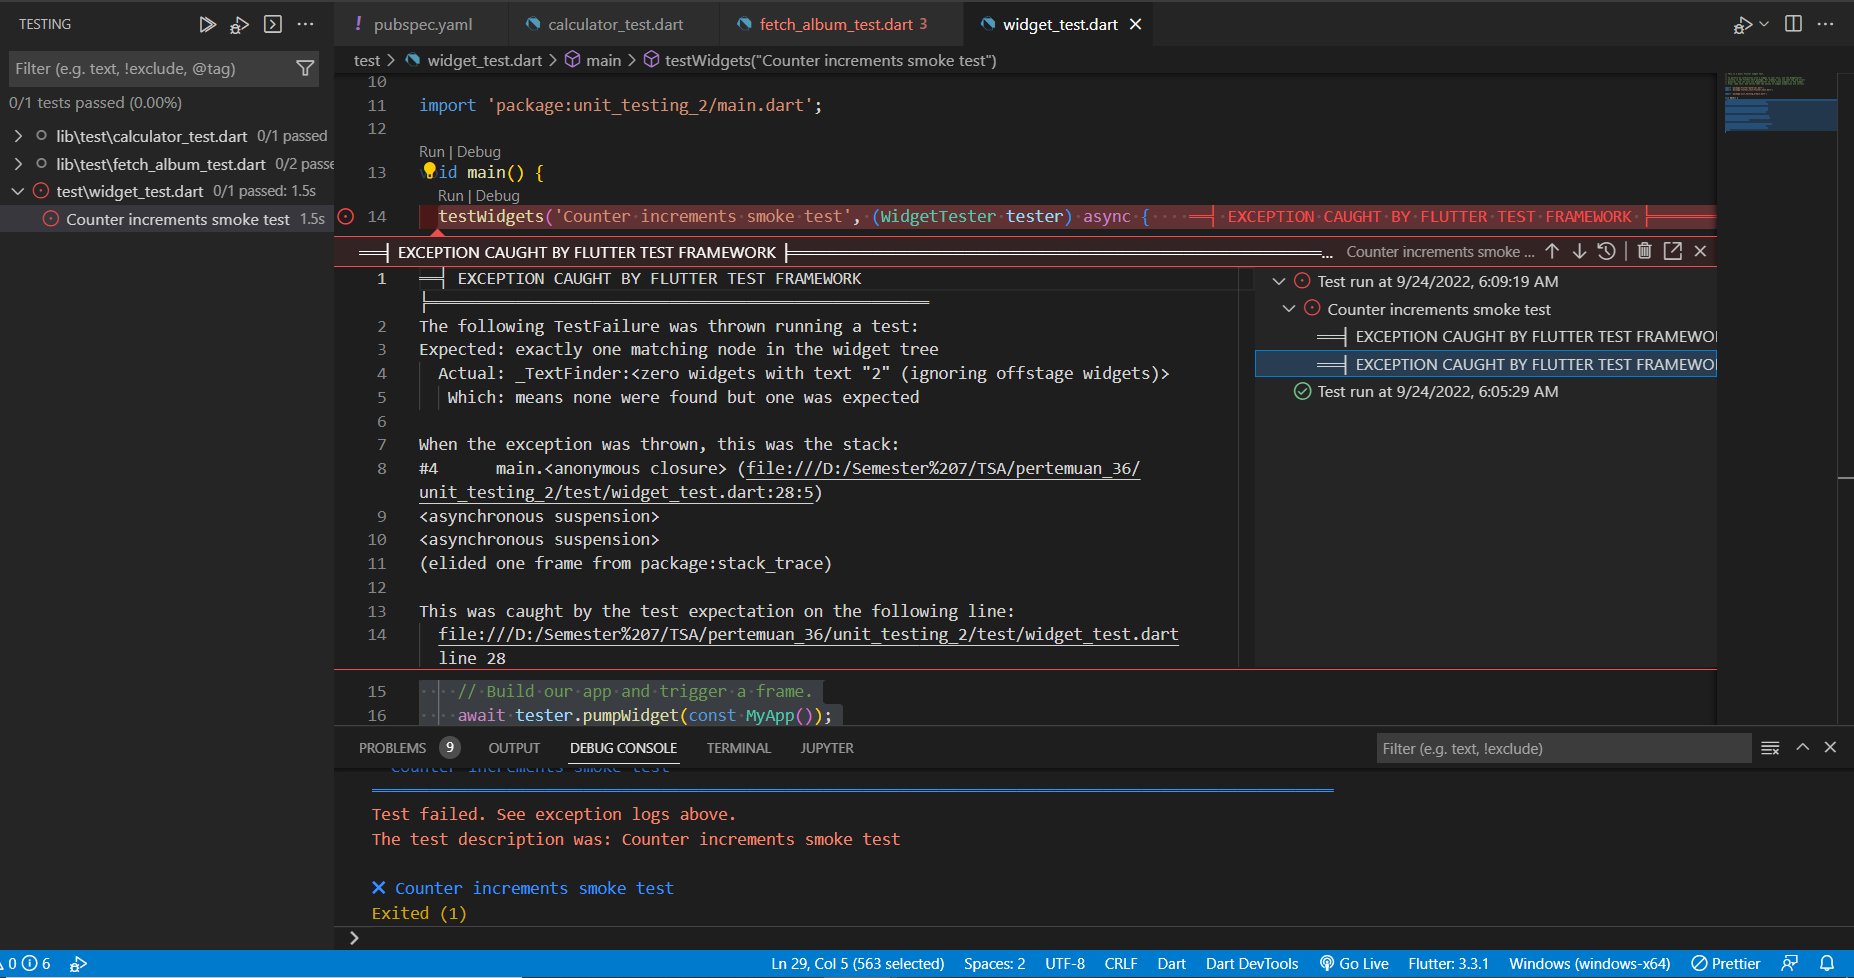 TESTING
Filter (e.g. text, !exclude, @tag)
0/1 tests passed (0.00%)
lib\test\calculator_test.dart 0/1 passed
lib\test\fetch_album_test.dart 0/2 passe
test\widget_test.dart 0/1 passed: 1.5s
Counter increments smoke test 1.5s
! pubspec.yaml
calculator_test.dart
fetch_album_test.dart 3
widget_test.dart
test > widget_test.dart > main > testWidgets("Counter increments smoke test")
10
11 import 'package:unit_testing_2/main.dart';
12
Run | Debug
13 id main() {
Run | Debug
14 testWidgets('Counter increments smoke test', (WidgetTester tester) async { ══╡ EXCEPTION CAUGHT BY FLUTTER TEST FRAMEWORK ╞═══════
══╡ EXCEPTION CAUGHT BY FLUTTER TEST FRAMEWORK ╞═══════... Counter increments smoke ...
1 ══╡ EXCEPTION CAUGHT BY FLUTTER TEST FRAMEWORK
╞════════════════════════════════════════════════════
2 The following TestFailure was thrown running a test:
3 Expected: exactly one matching node in the widget tree
4 Actual: _TextFinder:<zero widgets with text "2" (ignoring offstage widgets)>
5 Which: means none were found but one was expected
6
7 When the exception was thrown, this was the stack:
8 #4 main.<anonymous closure> (file:///D:/Semester%207/TSA/pertemuan_36/
unit_testing_2/test/widget_test.dart:28:5)
9 <asynchronous suspension>
10 <asynchronous suspension>
11 (elided one frame from package:stack_trace)
12
13 This was caught by the test expectation on the following line:
14 file:///D:/Semester%207/TSA/pertemuan_36/unit_testing_2/test/widget_test.dart
line 28
Test run at 9/24/2022, 6:09:19 AM
Counter increments smoke test
══╡ EXCEPTION CAUGHT BY FLUTTER TEST FRAMEWO
══╡ EXCEPTION CAUGHT BY FLUTTER TEST FRAMEWO
Test run at 9/24/2022, 6:05:29 AM
15 // Build our app and trigger a frame.
16 await tester.pumpWidget(const MyApp());
PROBLEMS 9 OUTPUT DEBUG CONSOLE TERMINAL JUPYTER
Filter (e.g. text, !exclude)
Counter increments smoke test
════════════════════════════════════════════════════════════════════════════════════════════════════
Test failed. See exception logs above.
The test description was: Counter increments smoke test
✕ Counter increments smoke test
Exited (1)
>
0 6 Ln 29, Col 5 (563 selected) Spaces: 2 UTF-8 CRLF Dart Dart DevTools Go Live Flutter: 3.3.1 Windows (windows-x64) Prettier